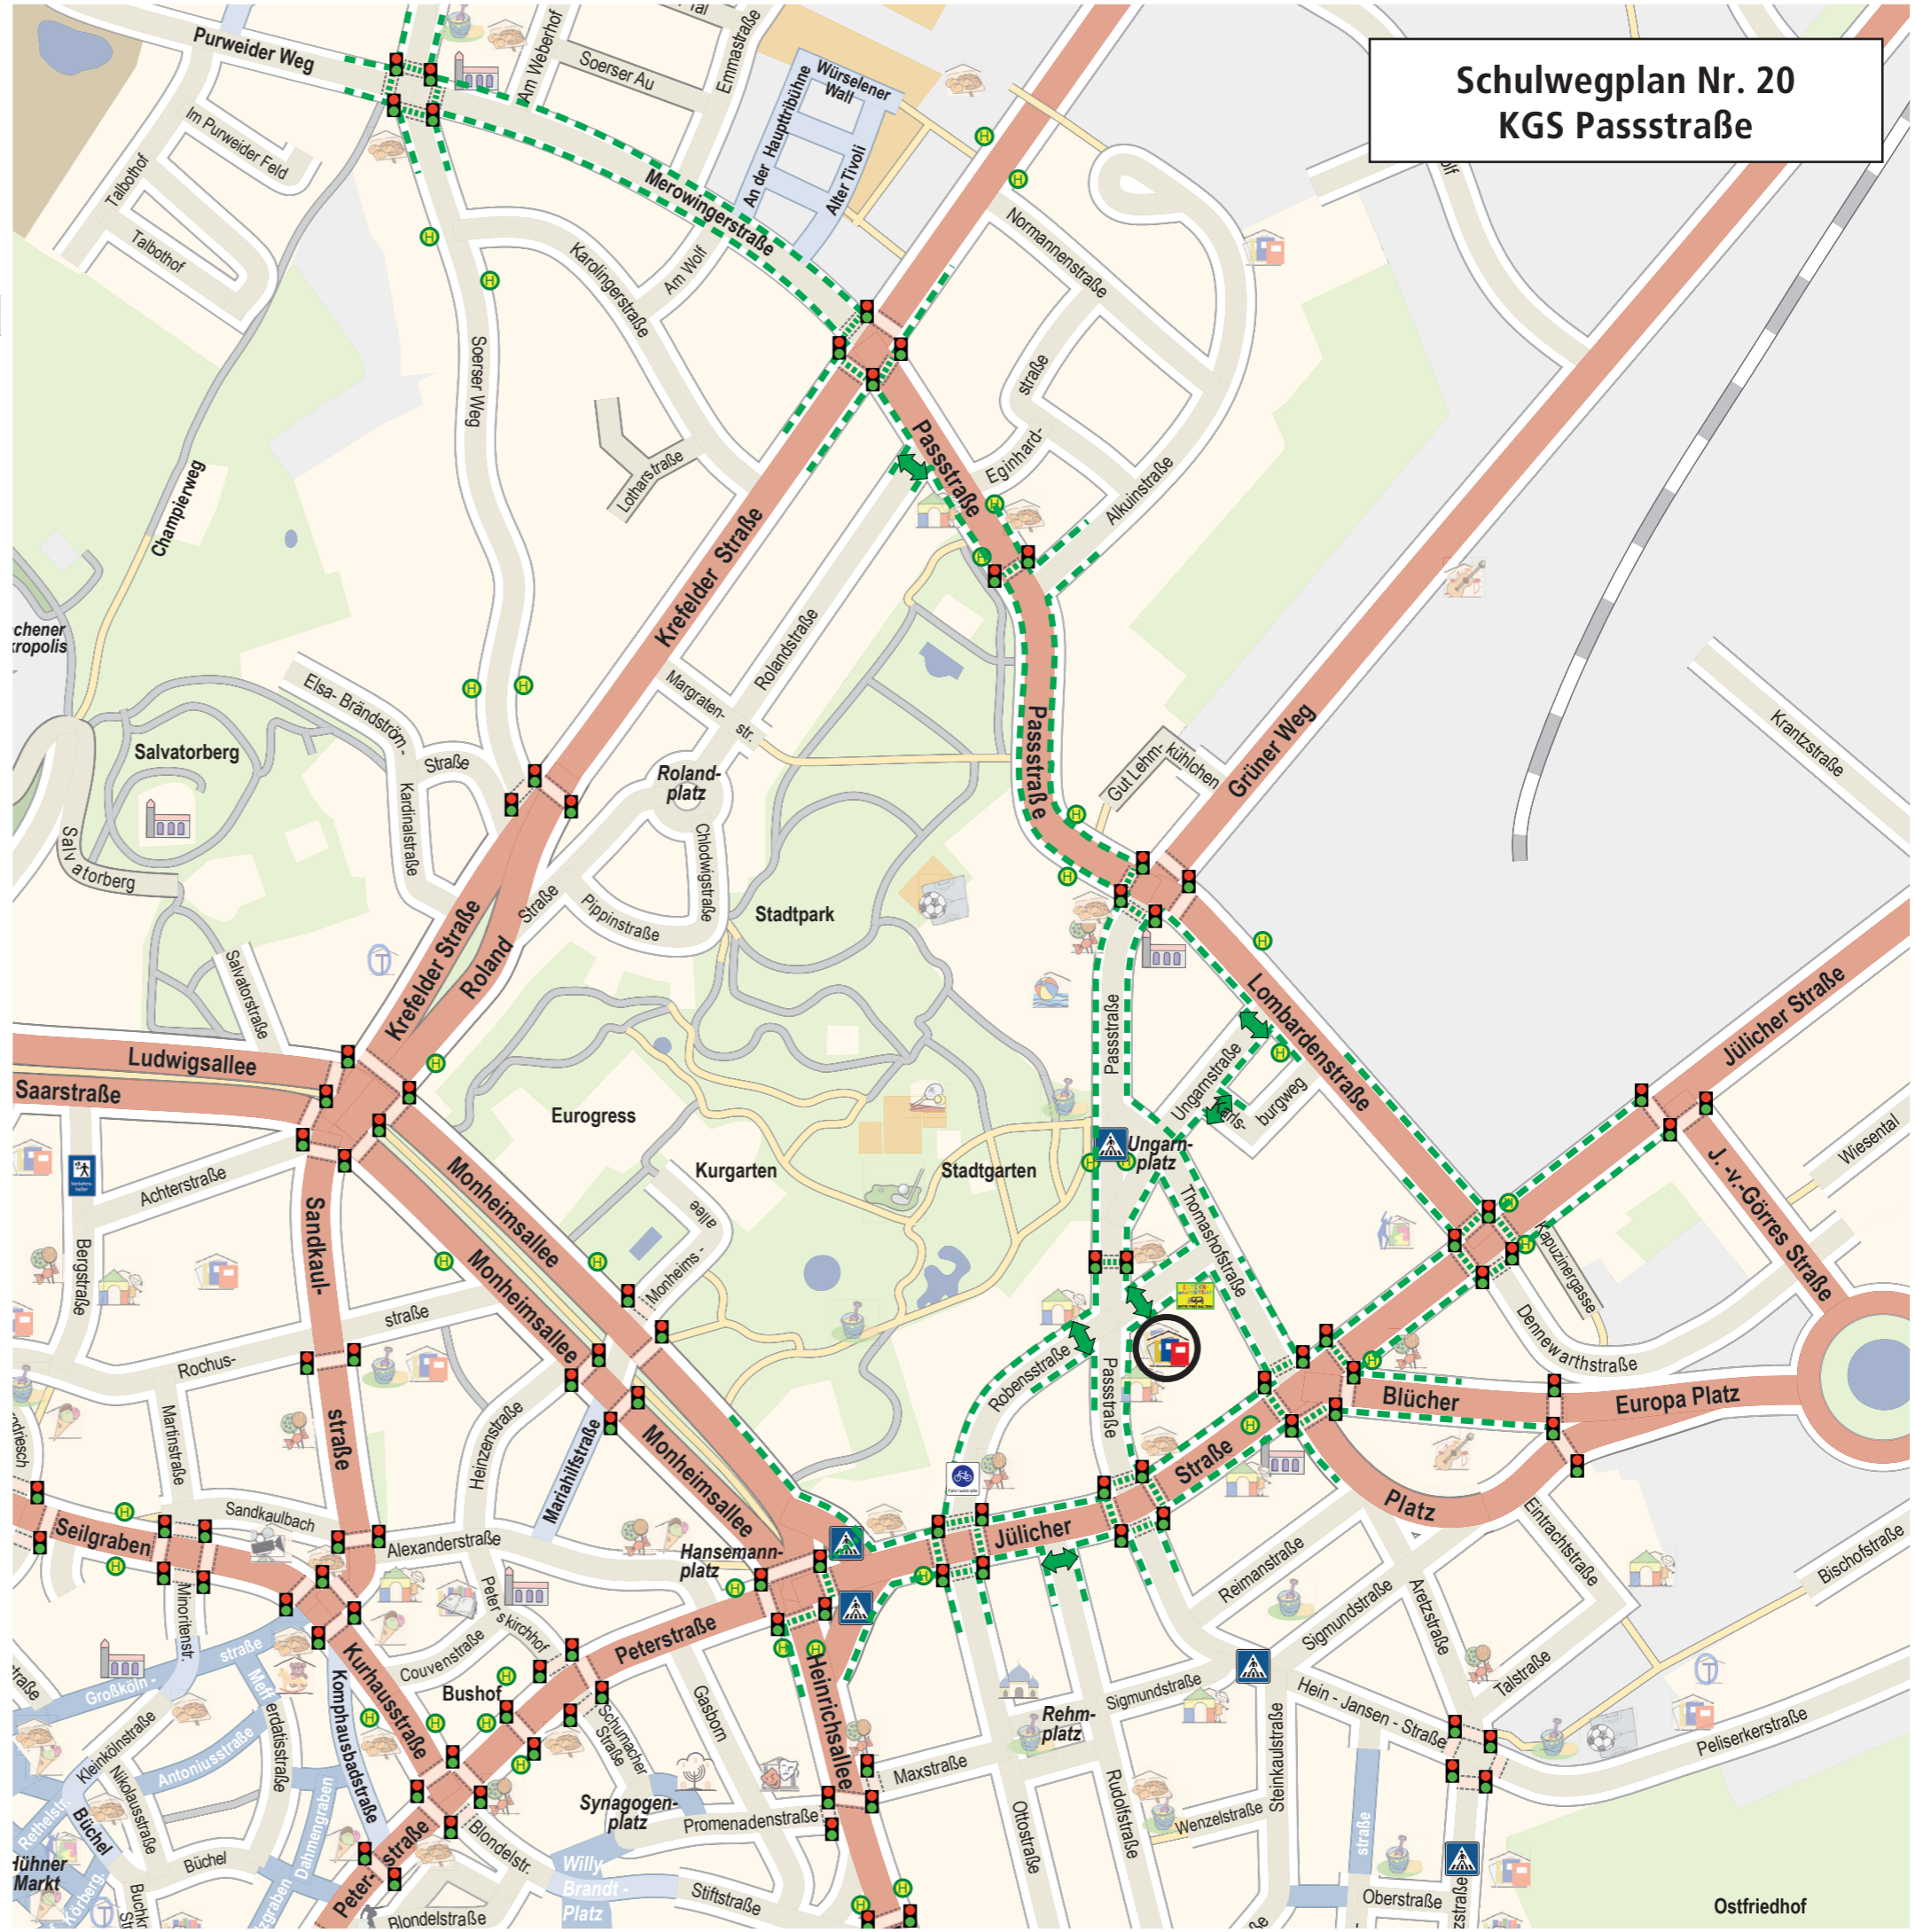 Schulwegplan Nr. 20
KGS Passstraße
Purweider Weg
Im Purweider Feld
Talbothof
Talbothof
Am Weberhof
Soerser Au
Emmastraße
Würselener
Wall
An der Haupttribühne
Alter Tivoli
Merowingerstraße
Karolingerstraße
Am Wolf
Normannenstraße
Eginhard-
straße
Alkuinstraße
Soerser Weg
Lotharstraße
Champierweg
Passstraße
Krefelder Straße
Rolandstraße
Margraten-
str.
Elsa- Brändström-
Straße
Kardinalstraße
Salvatorberg
Salvatorberg
Roland-
platz
Chlodwigstraße
Pippinstraße
Passstraße
Gut Lehm-
kühlchen
Grüner Weg
Krantzstraße
Stadtpark
Krefelder Straße
Roland
Straße
Salvatorstraße
Ludwigsallee
Saarstraße
Eurogress
Kurgarten
Stadtgarten
Passstraße
Lombardenstraße
Ungarnstraße
Karls-
burgweg
Ungarn-
platz
Jülicher Straße
Wiesental
J. -v.-Görres Straße
Kapuzinergasse
Dennewarthstraße
Achterstraße
Bergstraße
Sandkaul-
straße
Monheimsallee
Monheimsallee
Monheims -
allee
Thomashofstraße
Rochus-
straße
Martinstraße
Heinzenstraße
Mariahilfstraße
Monheimsallee
Robensstraße
Passstraße
Blücher
Platz
Europa Platz
Straße
Jülicher
Seilgraben
Sandkaulbach
Alexanderstraße
Hansemann-
platz
Minoritenstr.
Peterskirchhof
Couvenstraße
Peterstraße
Heinrichsallee
Reimanstraße
Sigmundstraße
Aretzstraße
Eintrachtstraße
Bischofstraße
Talstraße
Großköln -
straße
Kurhausstraße
Komphausbadstraße
Bushof
Schumacher
Straße
Gasborn
Rehm-
platz
Sigmundstraße
Hein - Jansen - Straße
Steinkaulstraße
Peliserkerstraße
Kleinkölnstraße
Nikolausstraße
Antoniusstraße
Mefferdatisstraße
Dahmengraben
Rethelstr.
Büchel
Büchel
Synagogen-
platz
Promenadenstraße
Maxstraße
Ottostraße
Rudolfstraße
Wenzelstraße
straße
Hühner
Markt
Körberg.
Peter-
straße
Blondelstr.
Blondelstraße
Willy-
Brandt -
Platz
Stiftstraße
Oberstraße
Ostfriedhof